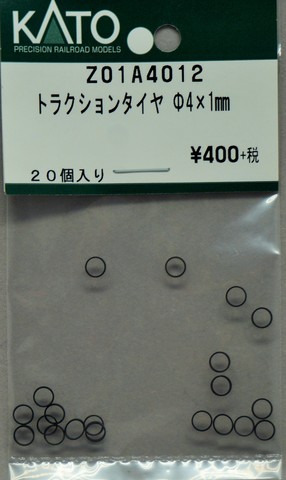 KATO
PRECISION RAILROAD MODELS
Z01A4012
トラクションタイヤ Φ4×1mm
¥400+税
20個入り